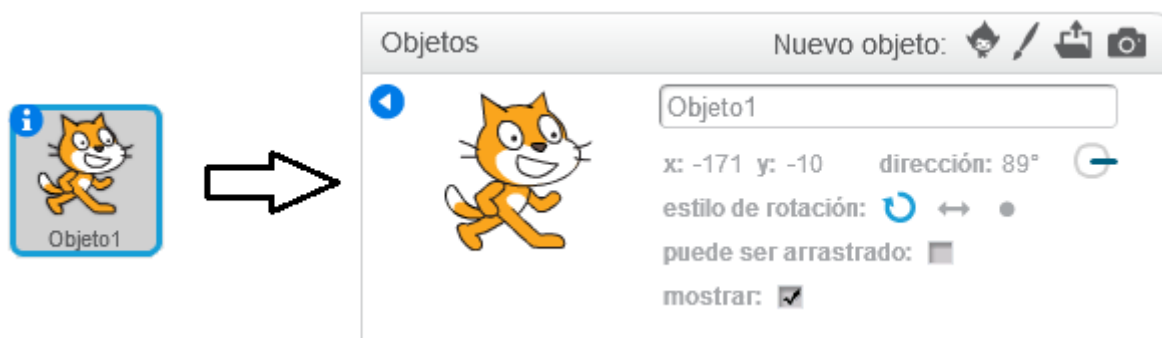 Objetos
Nuevo objeto:
i
Objeto1
Objeto1
x: -171 y: -10 dirección: 89°
estilo de rotación:
puede ser arrastrado:
mostrar: